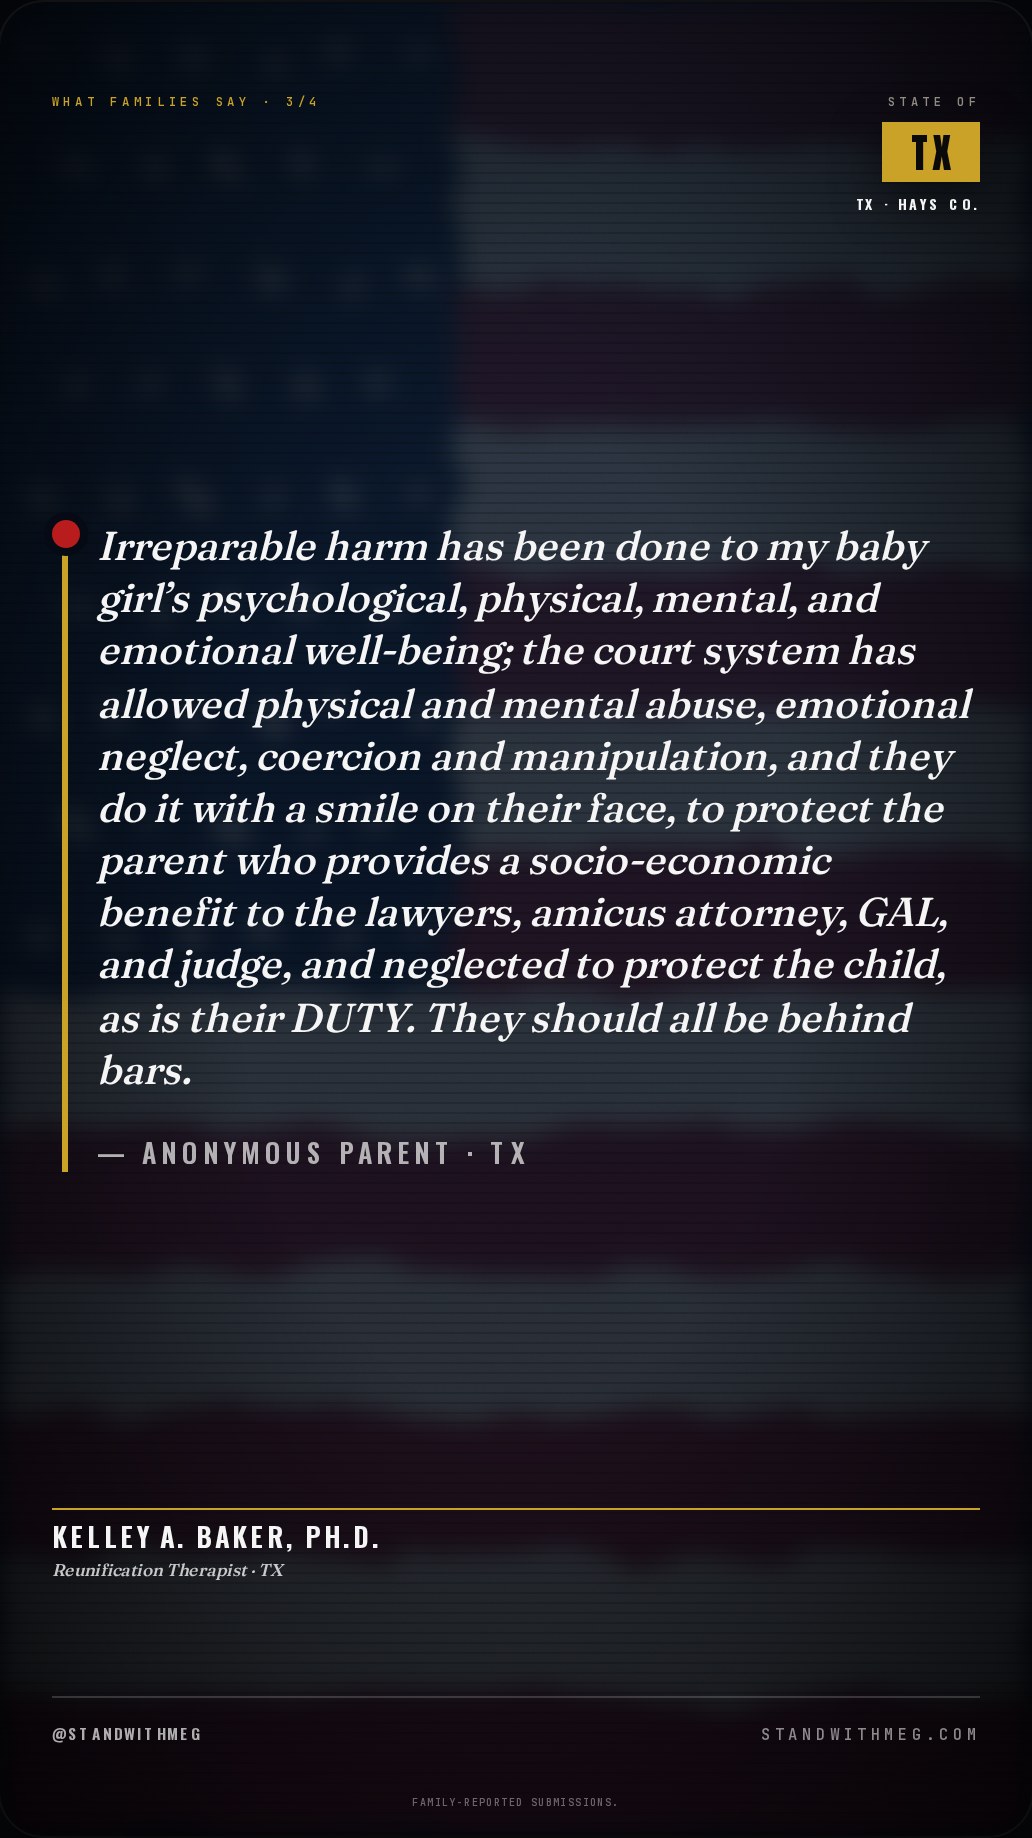 WHAT FAMILIES SAY · 3/4
STATE OF
TX
TX · HAYS CO.
Irreparable harm has been done to my baby
girl’s psychological, physical, mental, and
emotional well-being; the court system has
allowed physical and mental abuse, emotional
neglect, coercion and manipulation, and they
do it with a smile on their face, to protect the
parent who provides a socio-economic
benefit to the lawyers, amicus attorney, GAL,
and judge, and neglected to protect the child,
as is their DUTY. They should all be behind
bars.
— ANONYMOUS PARENT · TX
KELLEY A. BAKER, PH.D.
Reunification Therapist · TX
@STANDWITHMEG
STANDWITHMEG.COM
FAMILY-REPORTED SUBMISSIONS.